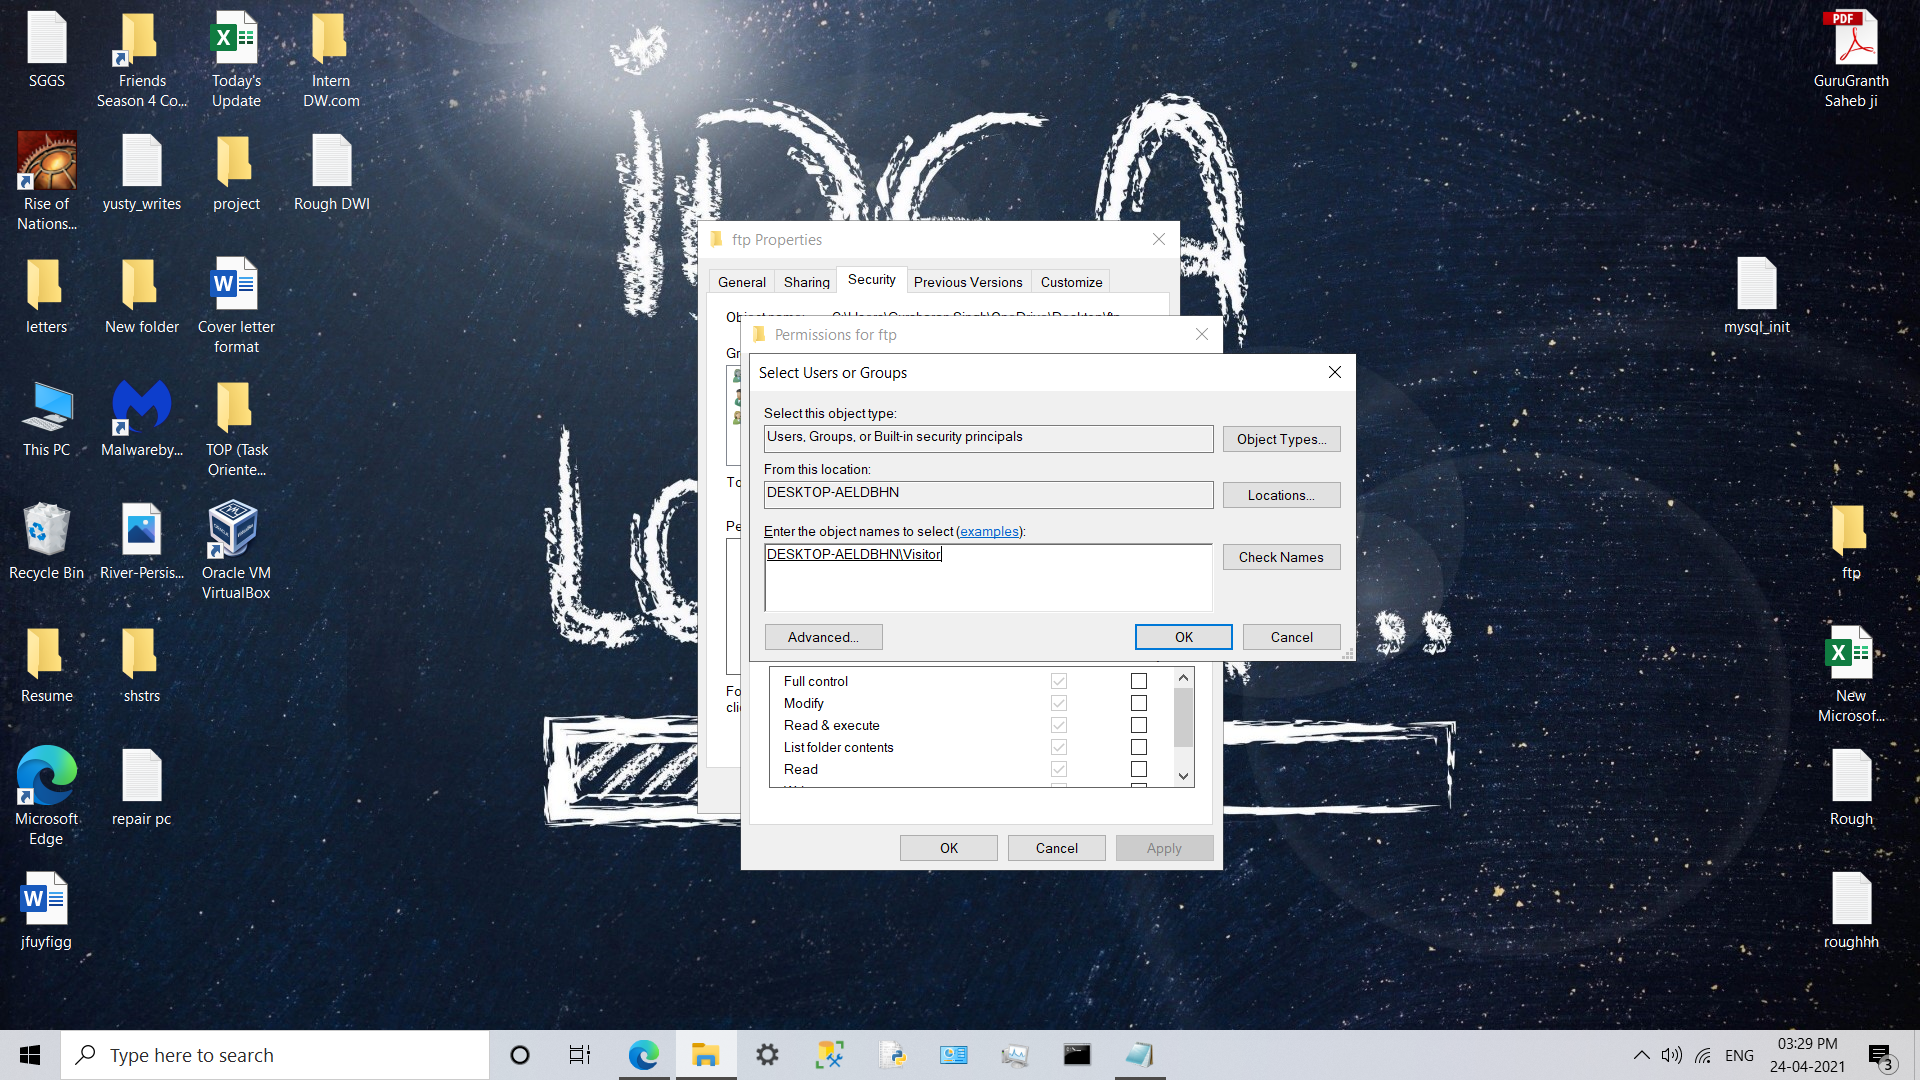 SGGS
Friends
Season 4 Co...
Today's
Update
Intern
DW.com
GuruGranth
Saheb ji
PDF
Rise of
Nations...
yusty_writes
project
Rough DWI
letters
New folder
Cover letter
format
mysql_init
This PC
Malwareby...
TOP (Task
Oriente...
Recycle Bin
River-Persis...
Oracle VM
VirtualBox
ftp
Resume
shstrs
New
Microsof...
Microsoft
Edge
repair pc
Rough
jfuyfigg
roughhh
ftp Properties
General
Sharing
Security
Previous Versions
Customize
Gr
To
Pe
Fo
clic
Permissions for ftp
Select Users or Groups
Select this object type:
Users, Groups, or Built-in security principals
Object Types...
From this location:
DESKTOP-AELDBHN
Locations...
Enter the object names to select (examples):
DESKTOP-AELDBHN\Visitor
Check Names
Advanced...
OK
Cancel
Full control
Modify
Read & execute
List folder contents
Read
OK
Cancel
Apply
Type here to search
ENG
03:29 PM
24-04-2021
3